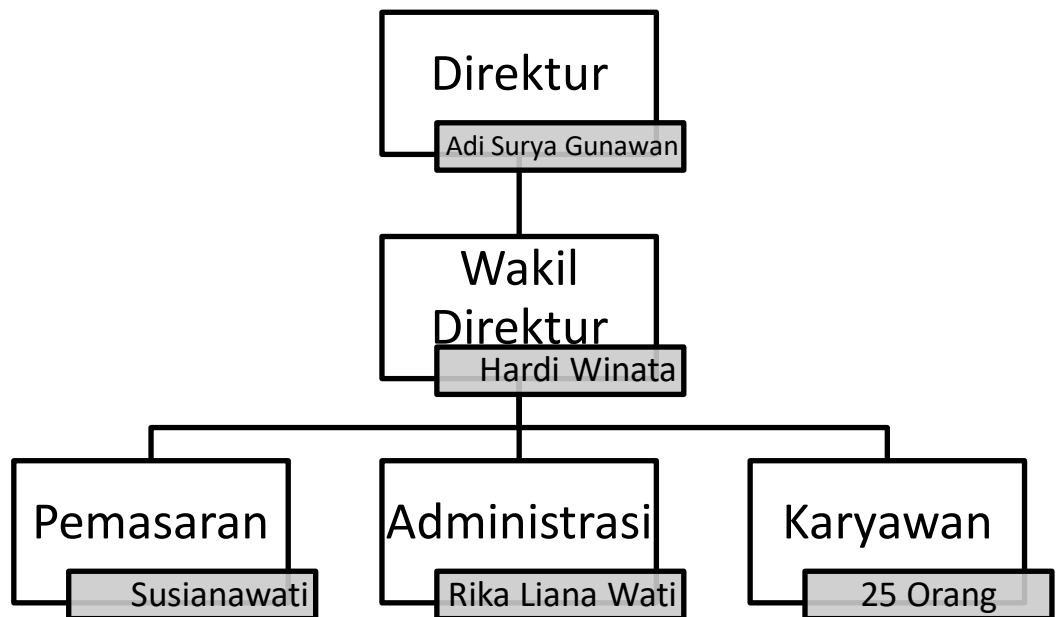 Direktur
Adi Surya Gunawan
Wakil
Direktur
Hardi Winata
Pemasaran
Susianawati
Administrasi
Rika Liana Wati
Karyawan
25 Orang